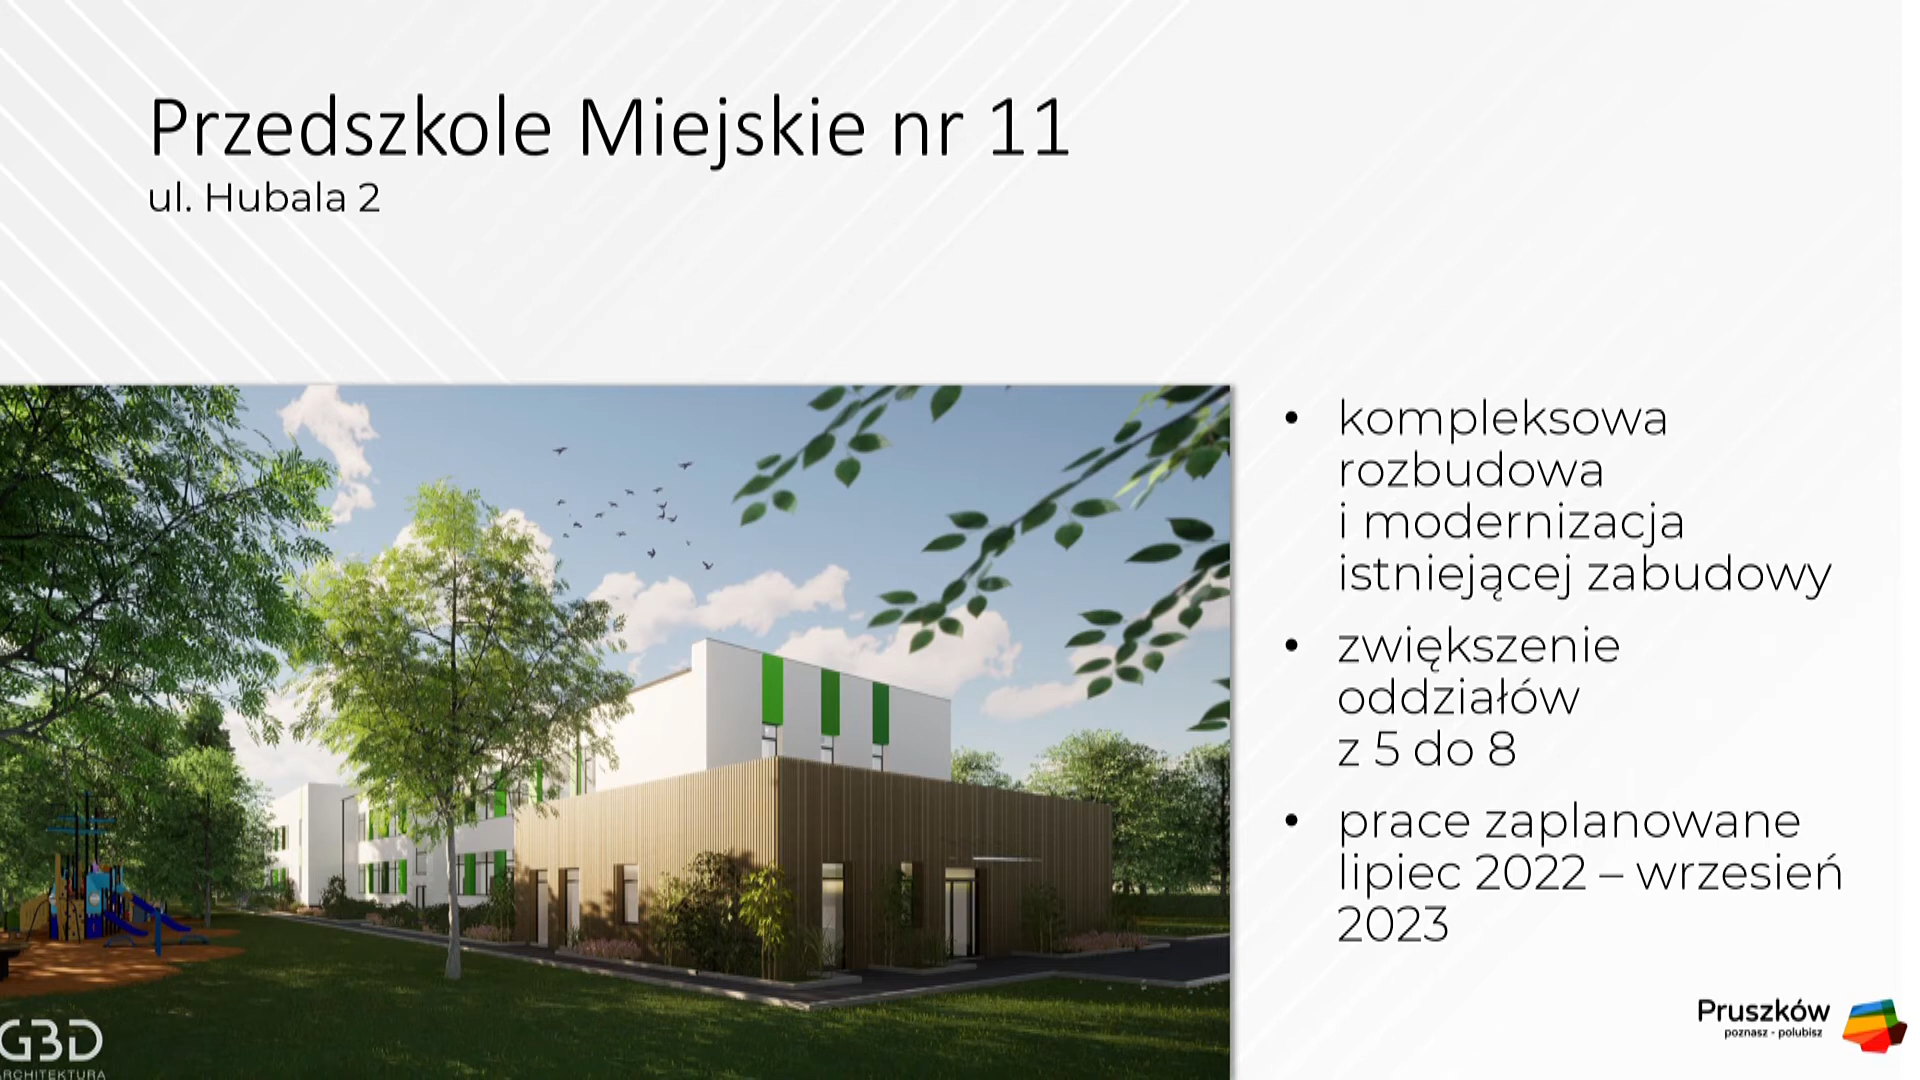 Przedszkole Miejskie nr 11
ul. Hubala 2
• kompleksowa
rozbudowa
i modernizacja
istniejącej zabudowy
• zwiększenie
oddziałów
z 5 do 8
• prace zaplanowane
lipiec 2022 – wrzesień
2023
G3D
ARCHITEKTURA
Pruszków
poznasz - polubisz